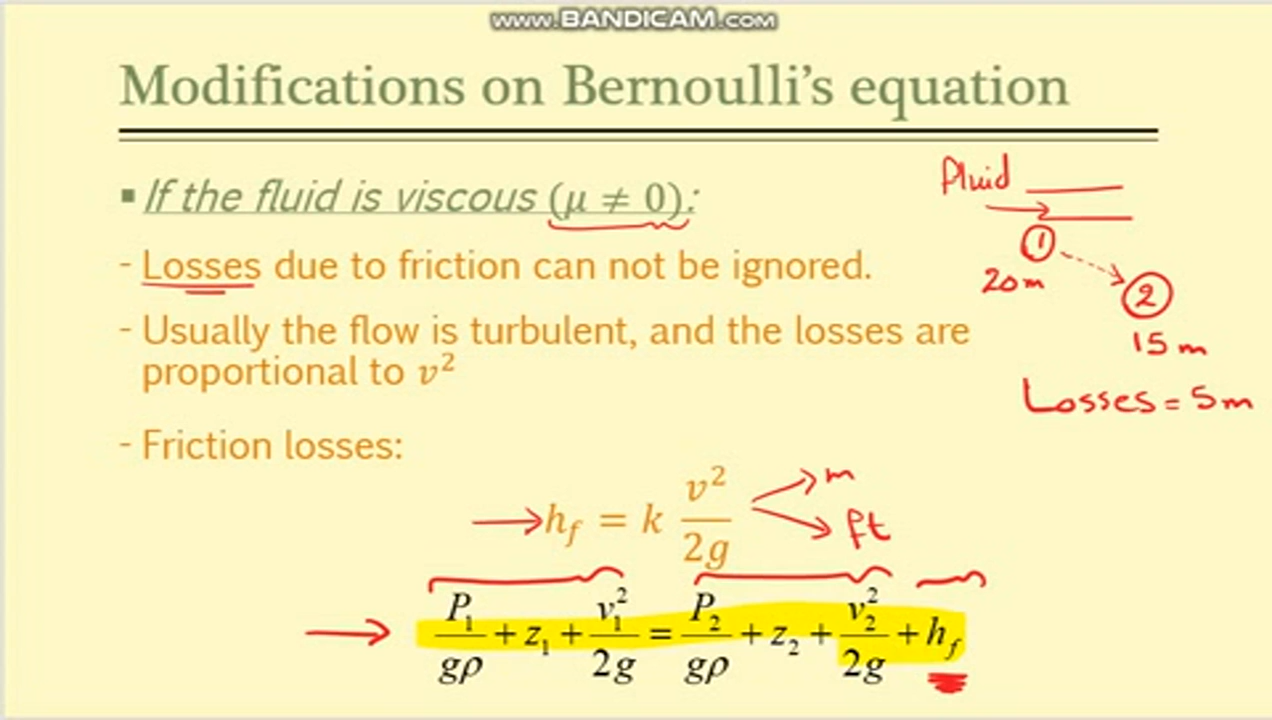 www.BANDICAM.com
Modifications on Bernoulli's equation
▪ If the fluid is viscous (μ ≠ 0):
- Losses due to friction can not be ignored.
- Usually the flow is turbulent, and the losses are
proportional to v²
- Friction losses:
h_f = k v²/2g
P₁/gρ + z₁ + v₁²/2g = P₂/gρ + z₂ + v₂²/2g + h_f
fluid
1
20m
2
15m
Losses = 5m
m
ft